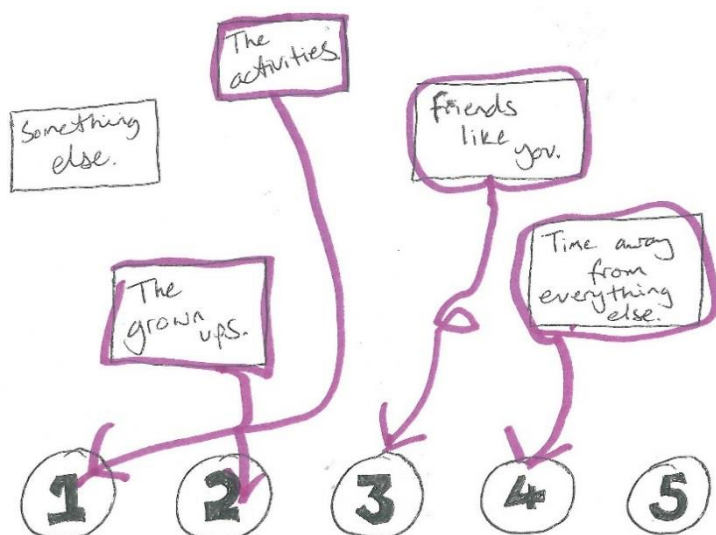 The
activities.
Something
else.
friends
like
you.
Time away
from
everything
else.
The
grown
ups.
1
2
3
4
5